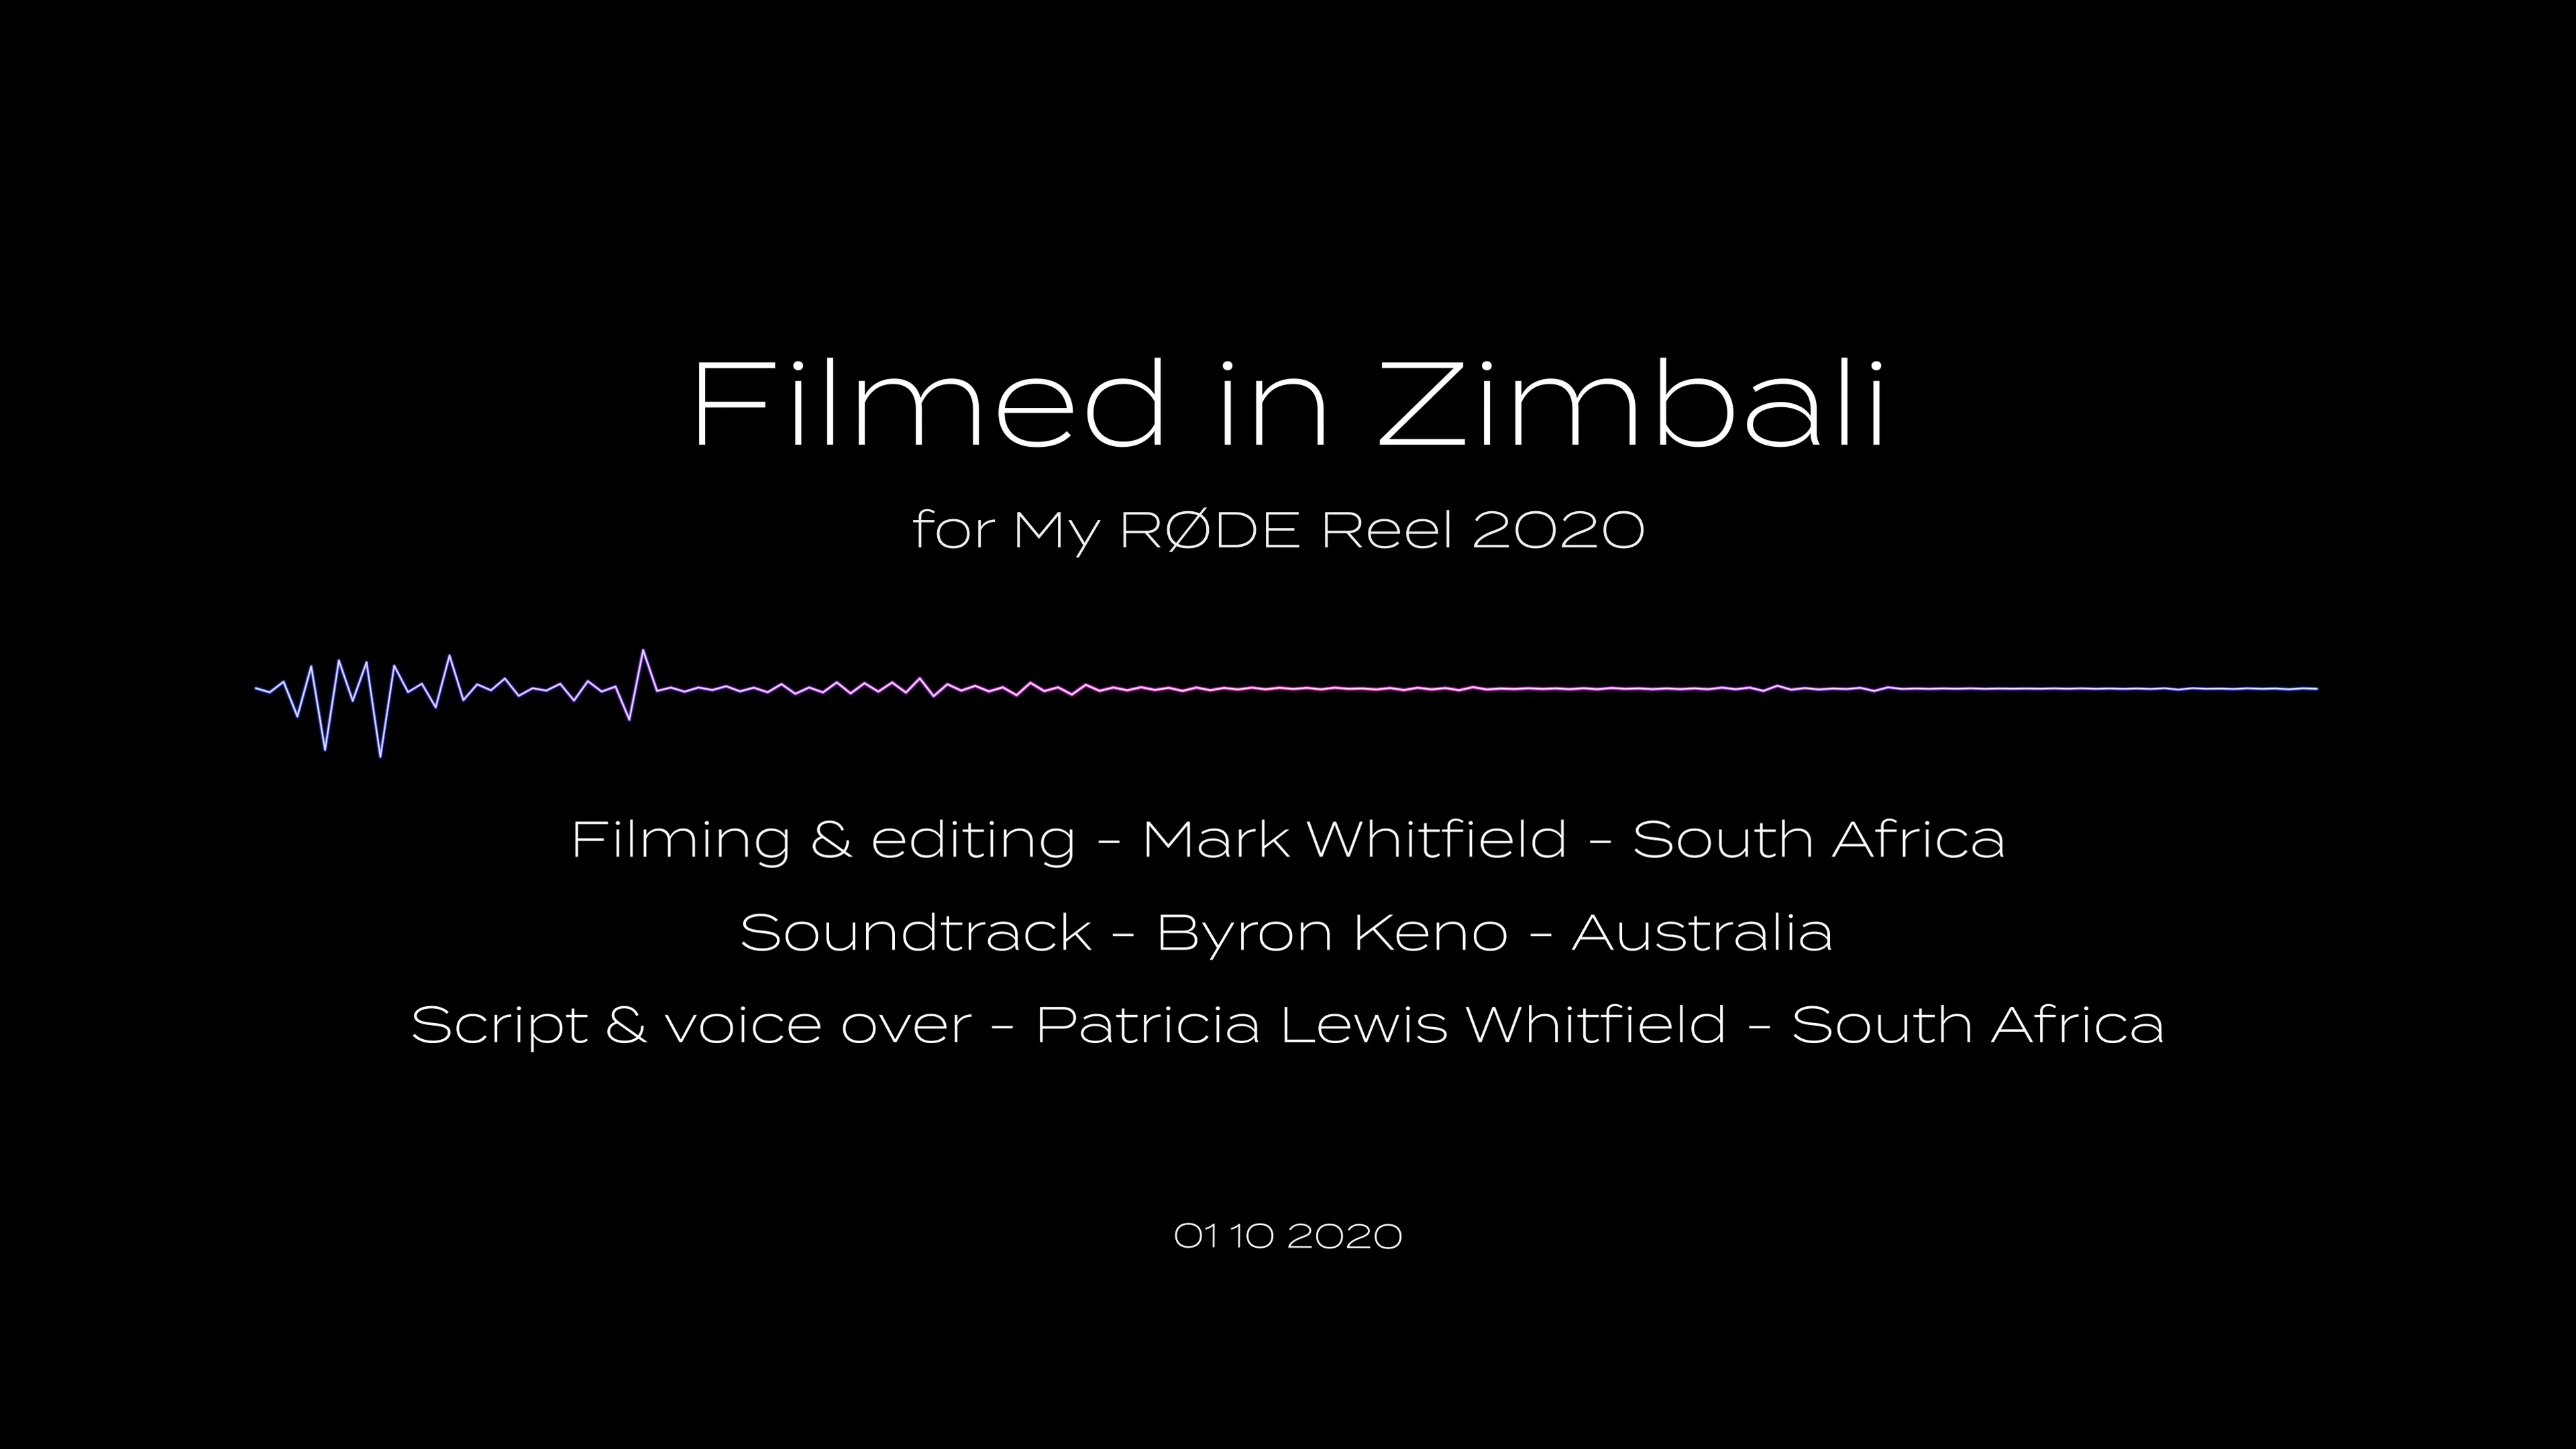 Filmed in Zimbali
for My RØDE Reel 2020
Filming & editing - Mark Whitfield - South Africa
Soundtrack - Byron Keno - Australia
Script & voice over - Patricia Lewis Whitfield - South Africa
01 10 2020